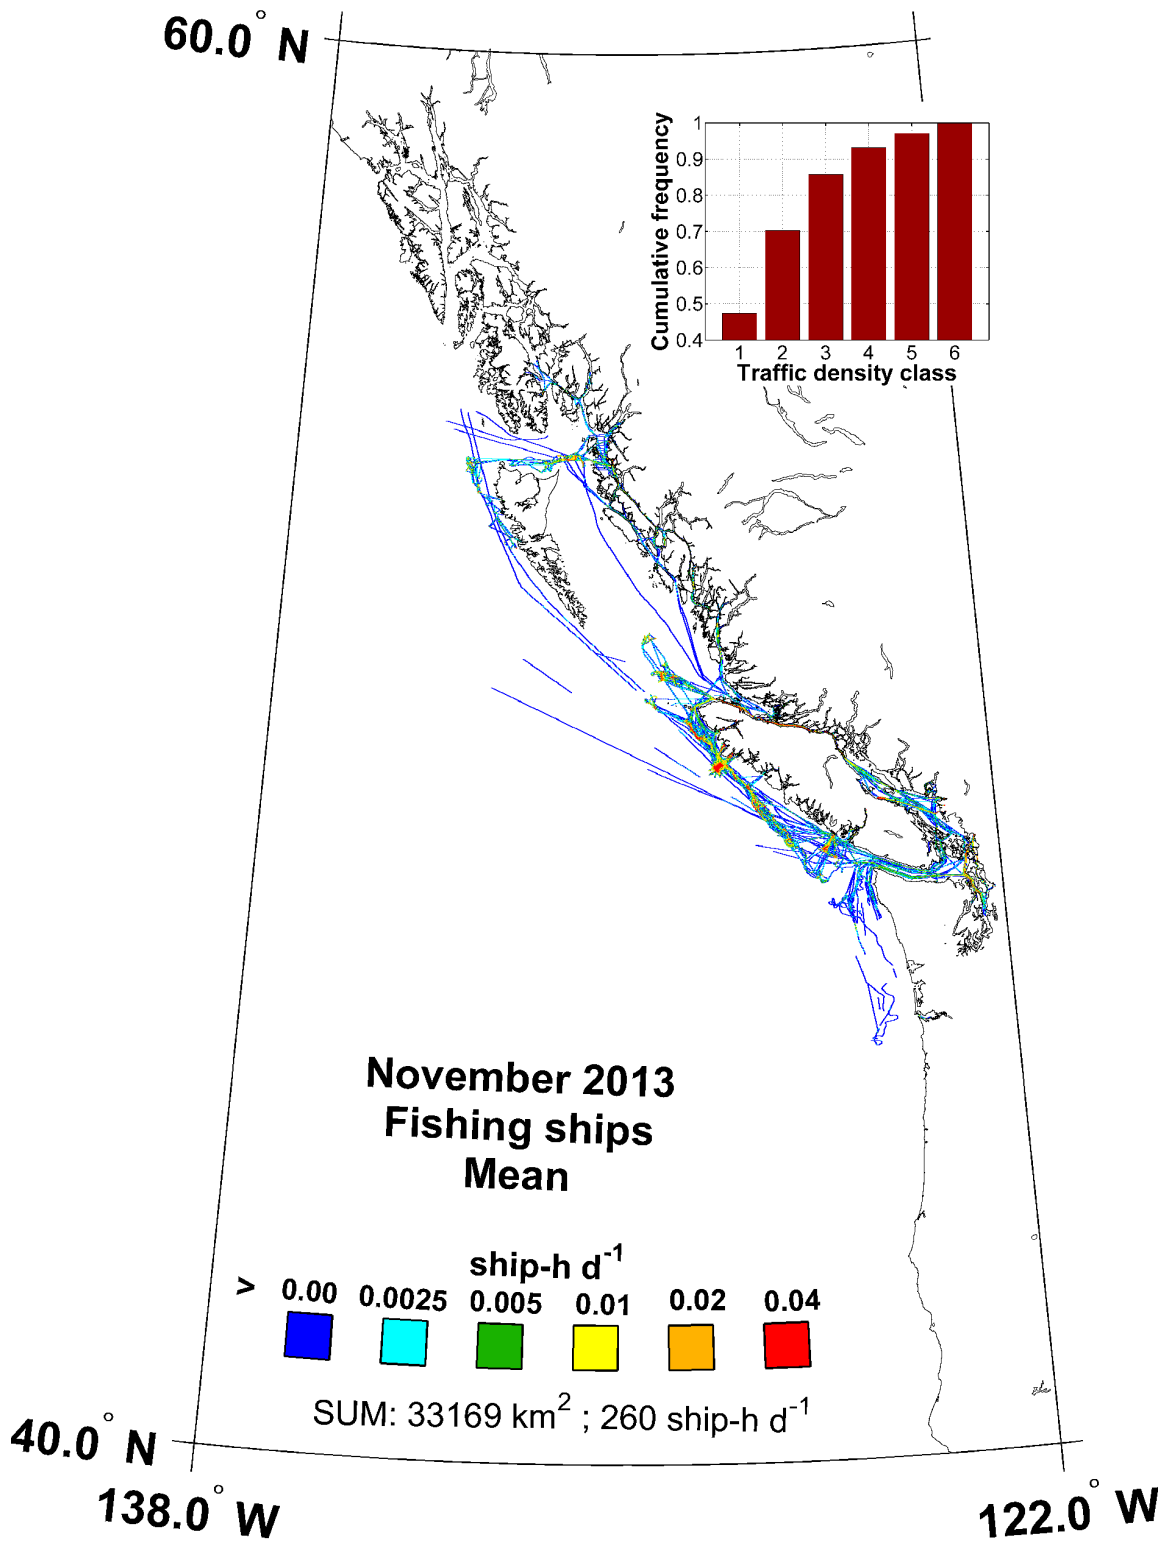 60.0° N
Cumulative frequency
1
0.9
0.8
0.7
0.6
0.5
0.4
1 2 3 4 5 6
Traffic density class
November 2013
Fishing ships
Mean
ship-h d⁻¹
> 0.00 0.0025 0.005 0.01 0.02 0.04
SUM: 33169 km² ; 260 ship-h d⁻¹
40.0° N
138.0° W
122.0° W